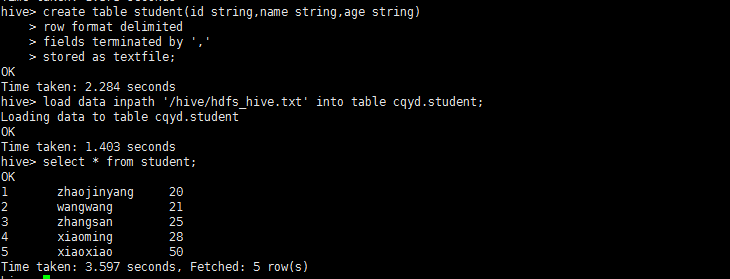 hive> create table student(id string,name string,age string)
    > row format delimited
    > fields terminated by ','
    > stored as textfile;
OK
Time taken: 2.284 seconds
hive> load data inpath '/hive/hdfs_hive.txt' into table cqyd.student;
Loading data to table cqyd.student
OK
Time taken: 1.403 seconds
hive> select * from student;
OK
1       zhaojinyang     20
2       wangwang        21
3       zhangsan        25
4       xiaoming        28
5       xiaoxiao        50
Time taken: 3.597 seconds, Fetched: 5 row(s)